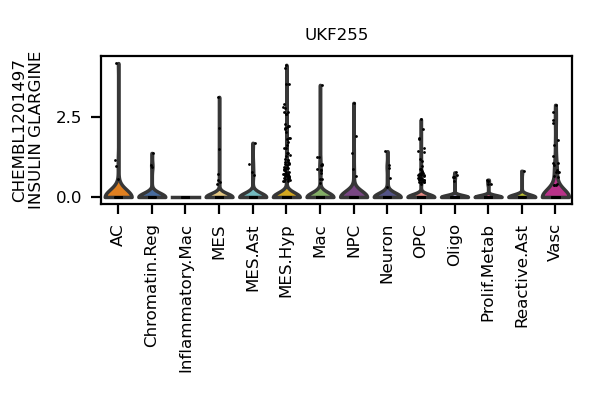 UKF255
CHEMBL1201497
INSULIN GLARGINE
2.5
0.0
AC
Chromatin.Reg
Inflammatory.Mac
MES
MES.Ast
MES.Hyp
Mac
NPC
Neuron
OPC
Oligo
Prolif.Metab
Reactive.Ast
Vasc